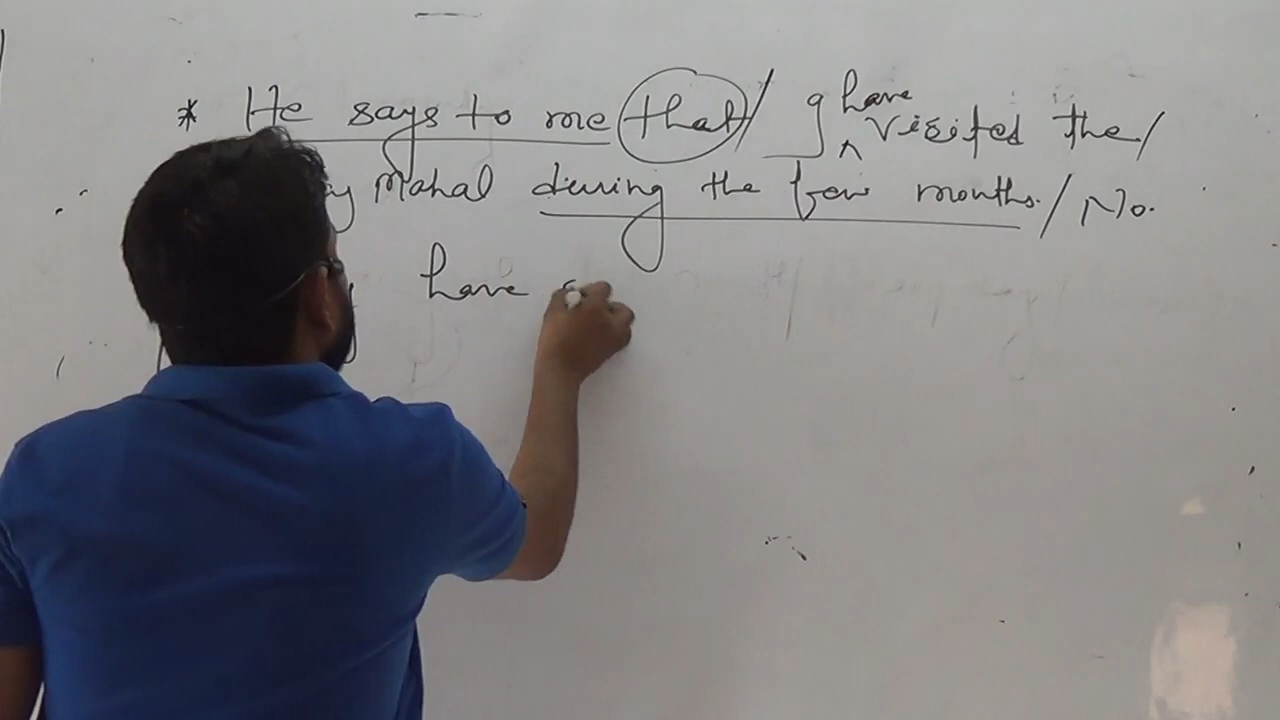 * He says to me that / I have visited the /
Mahal during the few months. / No.
have